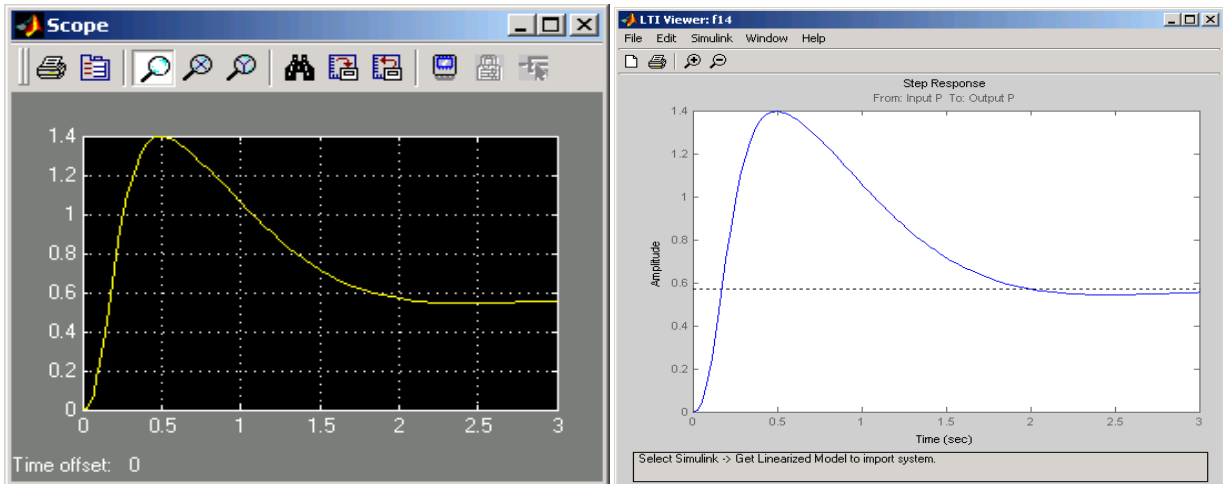 Scope
1.4
1.2
1
0.8
0.6
0.4
0.2
0
0 0.5 1 1.5 2 2.5 3
Time offset: 0
LTI Viewer: f14
File Edit Simulink Window Help
Step Response
From: Input P To: Output P
Amplitude
1.4
1.2
1
0.8
0.6
0.4
0.2
0
0 0.5 1 1.5 2 2.5 3
Time (sec)
Select Simulink -> Get Linearized Model to import system.